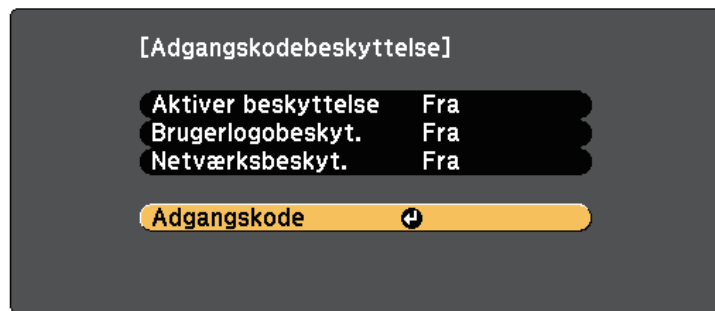 [Adgangskodebeskyttelse]
Aktiver beskyttelse Fra
Brugerlogobeskyt. Fra
Netværksbeskyt. Fra
Adgangskode